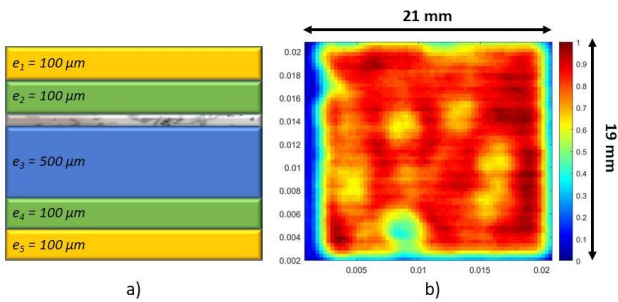 21 mm
e1 = 100 µm
e2 = 100 µm
e3 = 500 µm
e4 = 100 µm
e5 = 100 µm
0.02
0.018
0.016
0.014
0.012
0.01
0.008
0.006
0.004
0.002
0.005
0.01
0.015
0.02
1
0.9
0.8
0.7
0.6
0.5
0.4
0.3
0.2
0.1
0
19 mm
a)
b)